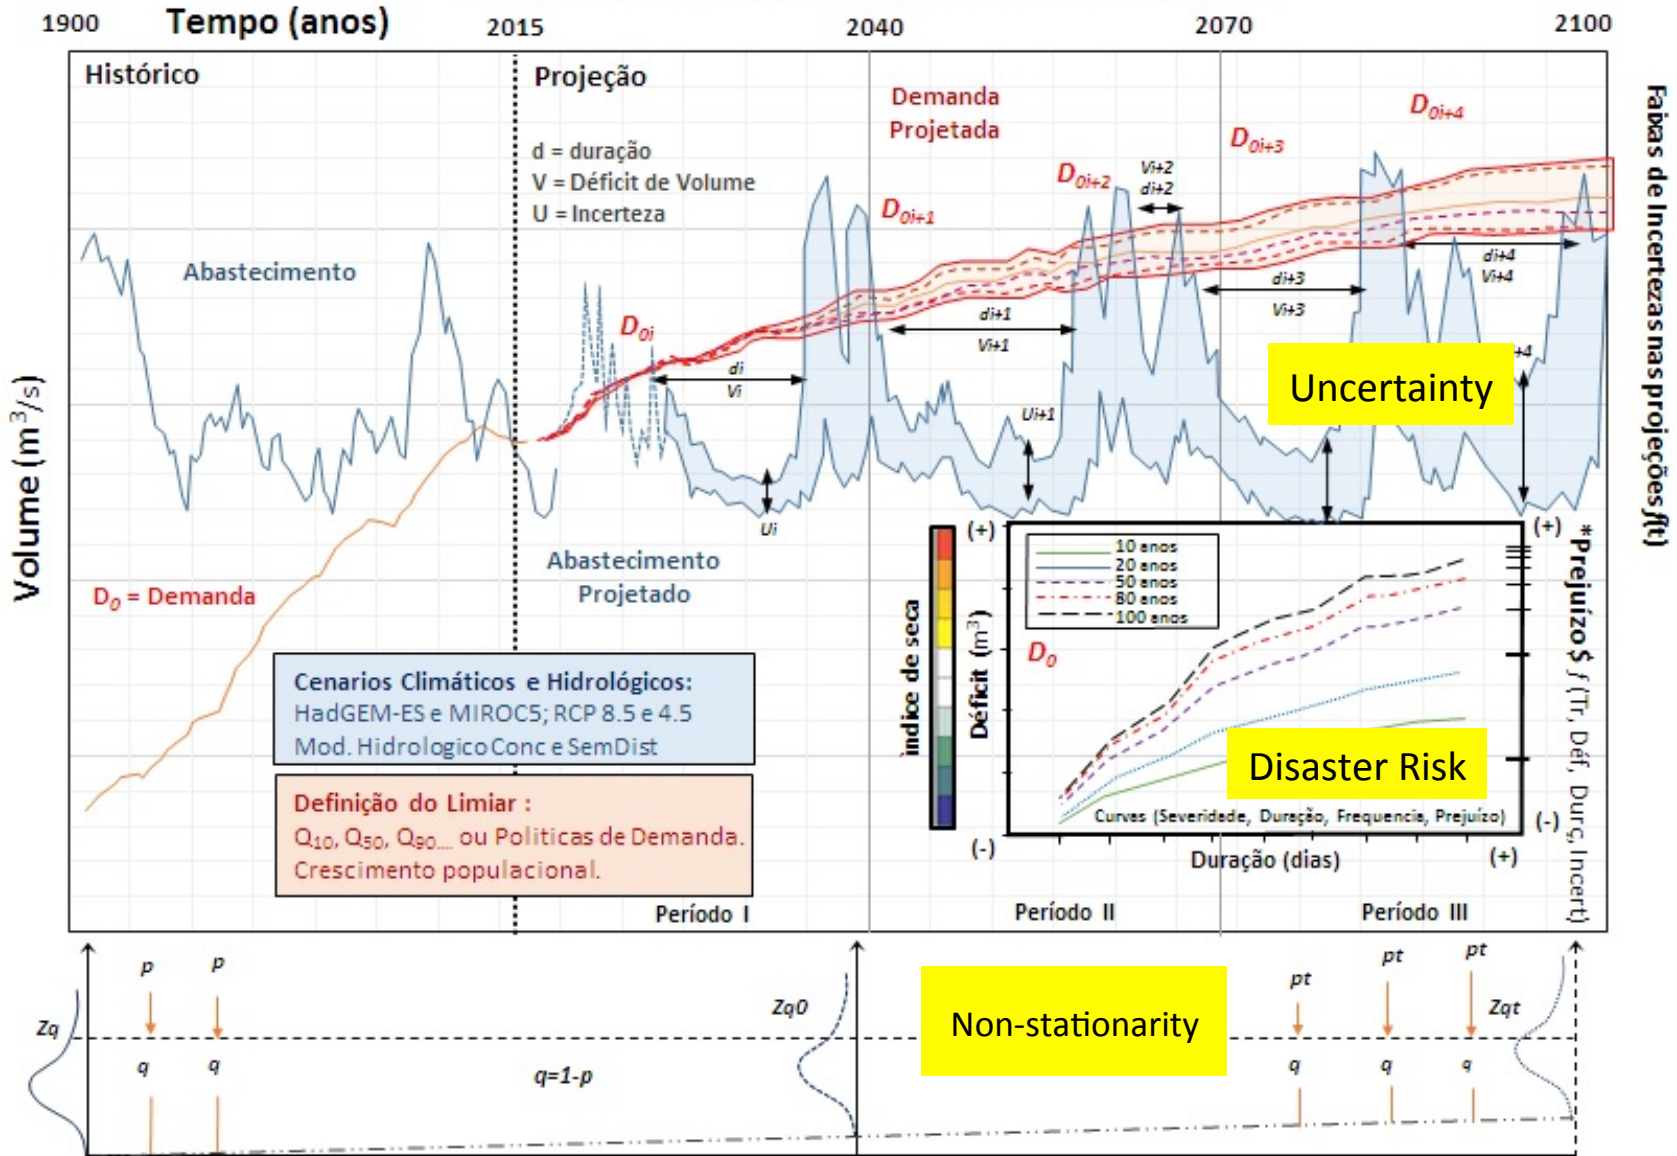 1900 Tempo (anos) 2015 2040 2070 2100
Histórico
Projeção
d = duração
V = Déficit de Volume
U = Incerteza
Demanda
Projetada
D0i
D0i+1
D0i+2
D0i+3
D0i+4
Vi+2
di+2
Abastecimento
di
Vi
di+1
Vi+1
di+3
Vi+3
di+4
Vi+4
Ui
Ui+1
+4
Uncertainty
Volume (m³/s)
Faixas de Incertezas nas projeções f(t)
D0 = Demanda
Abastecimento
Projetado
Cenarios Climáticos e Hidrológicos:
HadGEM-ES e MIROC5; RCP 8.5 e 4.5
Mod. Hidrologico Conc e SemDist
Definição do Limiar :
Q10, Q50, Q90.... ou Politicas de Demanda.
Crescimento populacional.
índice de seca
(+)
(-)
Déficit (m³)
10 anos
20 anos
50 anos
80 anos
100 anos
D0
Disaster Risk
Curvas (Severidade, Duração, Frequencia, Prejuízo)
Duração (dias)
(+)
(+)
(-)
*Prejuízo$ f (Tr, Déf, Durç, Incert)
Período I
Período II
Período III
p
p
Zq
q
q
q=1-p
Zq0
Non-stationarity
pt
pt
pt
Zqt
q
q
q